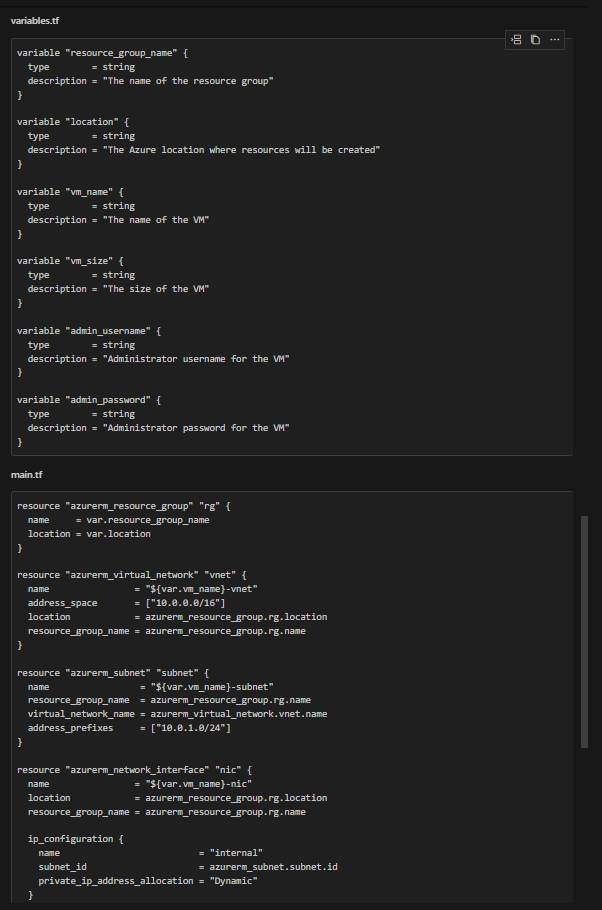 variables.tf
variable "resource_group_name" {
  type        = string
  description = "The name of the resource group"
}
variable "location" {
  type        = string
  description = "The Azure location where resources will be created"
}
variable "vm_name" {
  type        = string
  description = "The name of the VM"
}
variable "vm_size" {
  type        = string
  description = "The size of the VM"
}
variable "admin_username" {
  type        = string
  description = "Administrator username for the VM"
}
variable "admin_password" {
  type        = string
  description = "Administrator password for the VM"
}
main.tf
resource "azurerm_resource_group" "rg" {
  name     = var.resource_group_name
  location = var.location
}
resource "azurerm_virtual_network" "vnet" {
  name                = "${var.vm_name}-vnet"
  address_space       = ["10.0.0.0/16"]
  location            = azurerm_resource_group.rg.location
  resource_group_name = azurerm_resource_group.rg.name
}
resource "azurerm_subnet" "subnet" {
  name                 = "${var.vm_name}-subnet"
  resource_group_name  = azurerm_resource_group.rg.name
  virtual_network_name = azurerm_virtual_network.vnet.name
  address_prefixes     = ["10.0.1.0/24"]
}
resource "azurerm_network_interface" "nic" {
  name                = "${var.vm_name}-nic"
  location            = azurerm_resource_group.rg.location
  resource_group_name = azurerm_resource_group.rg.name
  ip_configuration {
    name                          = "internal"
    subnet_id                     = azurerm_subnet.subnet.id
    private_ip_address_allocation = "Dynamic"
  }